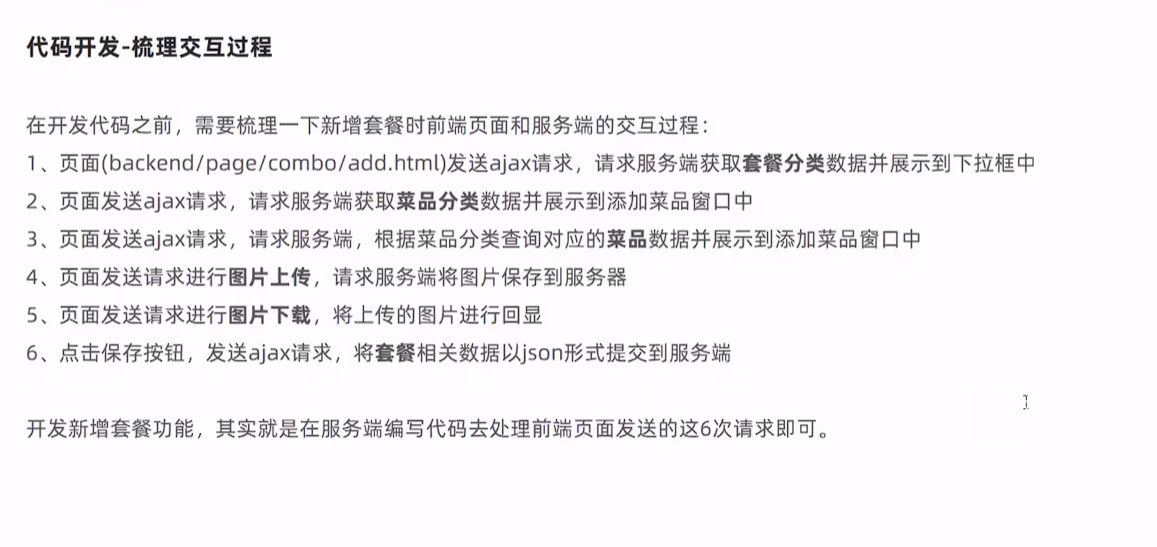 代码开发-梳理交互过程
在开发代码之前，需要梳理一下新增套餐时前端页面和服务端的交互过程：
1、页面(backend/page/combo/add.html)发送ajax请求，请求服务端获取套餐分类数据并展示到下拉框中
2、页面发送ajax请求，请求服务端获取菜品分类数据并展示到添加菜品窗口中
3、页面发送ajax请求，请求服务端，根据菜品分类查询对应的菜品数据并展示到添加菜品窗口中
4、页面发送请求进行图片上传，请求服务端将图片保存到服务器
5、页面发送请求进行图片下载，将上传的图片进行回显
6、点击保存按钮，发送ajax请求，将套餐相关数据以json形式提交到服务端
开发新增套餐功能，其实就是在服务端编写代码去处理前端页面发送的这6次请求即可。